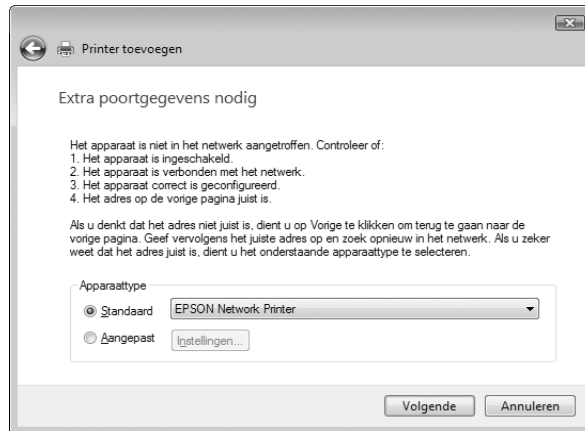 Printer toevoegen
Extra poortgegevens nodig
Het apparaat is niet in het netwerk aangetroffen. Controleer of:
1. Het apparaat is ingeschakeld.
2. Het apparaat is verbonden met het netwerk.
3. Het apparaat correct is geconfigureerd.
4. Het adres op de vorige pagina juist is.
Als u denkt dat het adres niet juist is, dient u op Vorige te klikken om terug te gaan naar de
vorige pagina. Geef vervolgens het juiste adres op en zoek opnieuw in het netwerk. Als u zeker
weet dat het adres juist is, dient u het onderstaande apparaattype te selecteren.
Apparaattype
Standaard EPSON Network Printer
Aangepast Instellingen...
Volgende Annuleren